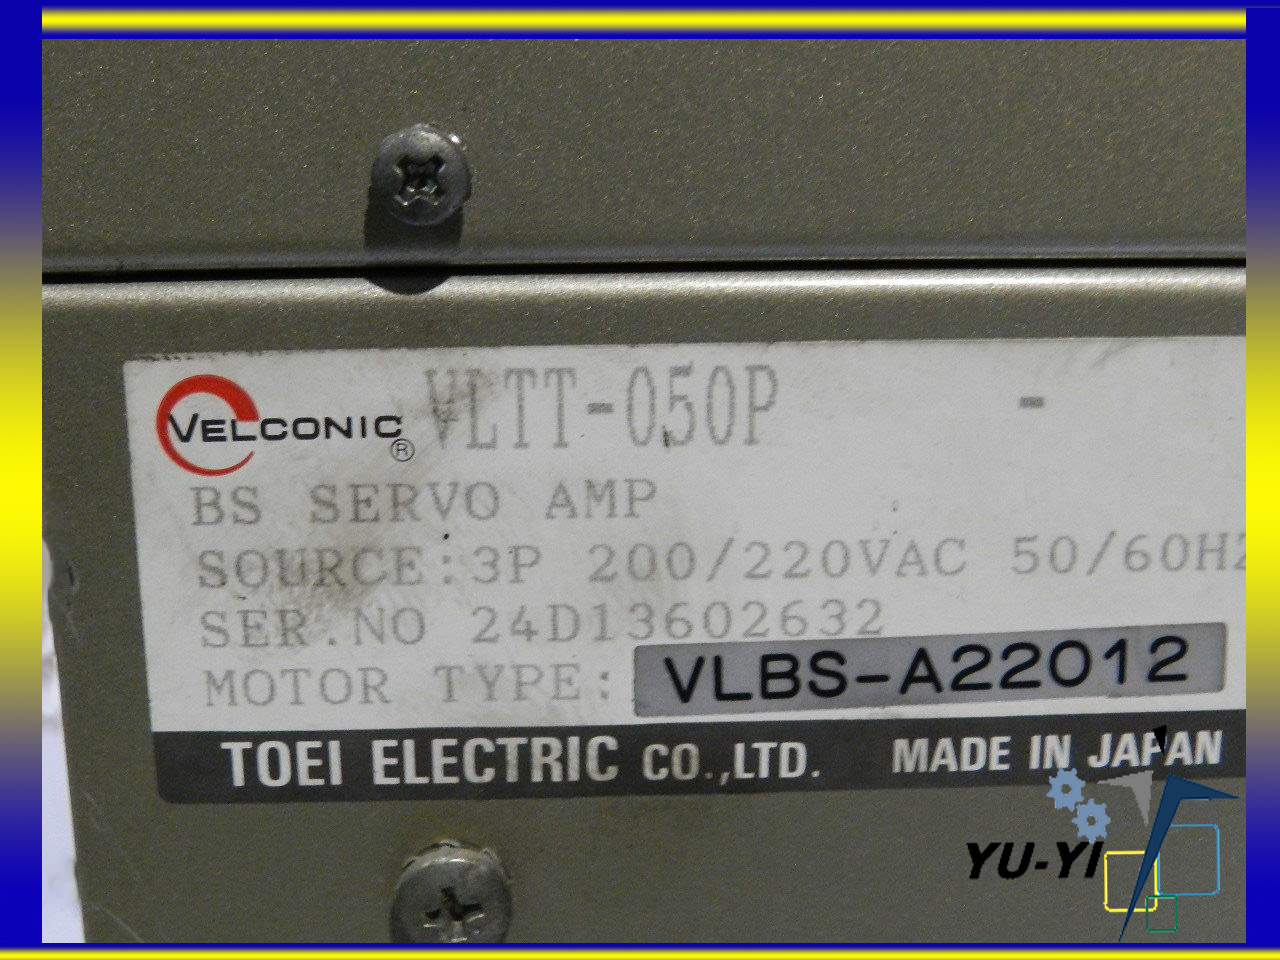 VELCONIC® VLTT-050P -
BS SERVO AMP
SOURCE:3P 200/220VAC 50/60HZ
SER.NO 24D13602632
MOTOR TYPE: VLBS-A22012
TOEI ELECTRIC CO.,LTD. MADE IN JAPAN
YU-YI